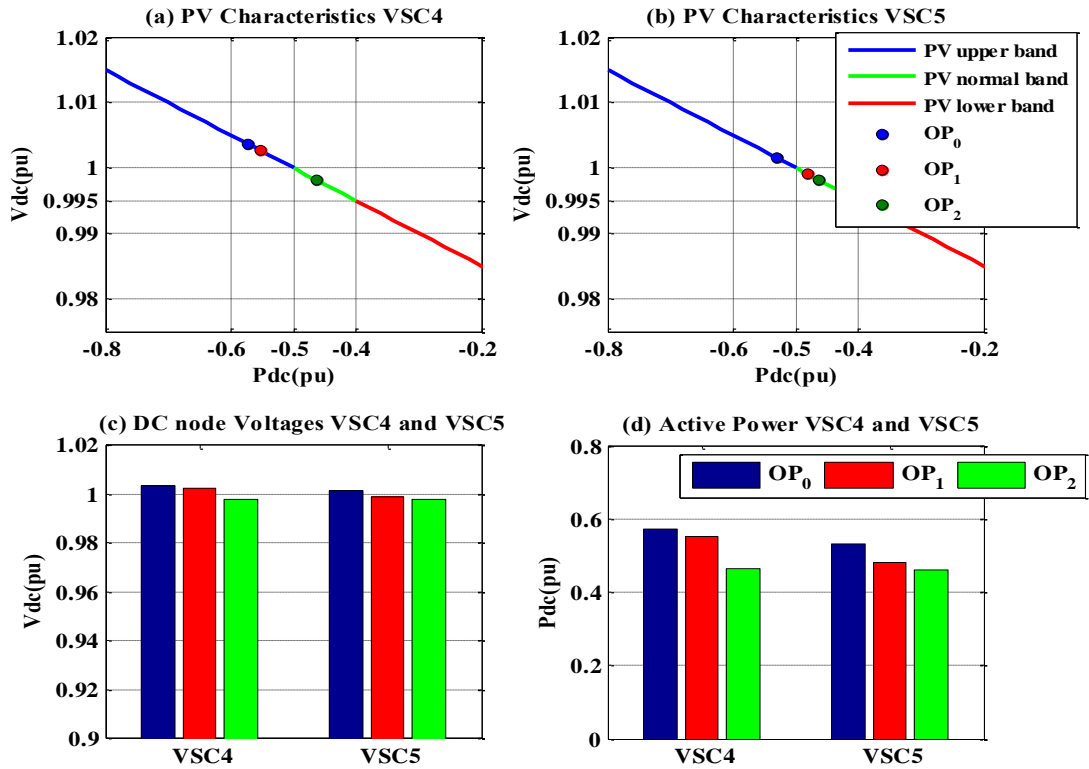 (a) PV Characteristics VSC4
1.02
1.01
1
0.995
0.99
0.98
Vdc(pu)
-0.8
-0.6
-0.5
-0.4
-0.2
Pdc(pu)
(b) PV Characteristics VSC5
1.02
1.01
1
0.995
0.99
0.98
Vdc(pu)
-0.8
-0.6
-0.5
-0.4
-0.2
Pdc(pu)
PV upper band
PV normal band
PV lower band
OP0
OP1
OP2
(c) DC node Voltages VSC4 and VSC5
1.02
1
0.98
0.96
0.94
0.92
0.9
Vdc(pu)
VSC4
VSC5
(d) Active Power VSC4 and VSC5
0.8
0.6
0.4
0.2
0
Pdc(pu)
VSC4
VSC5
OP0 OP1 OP2